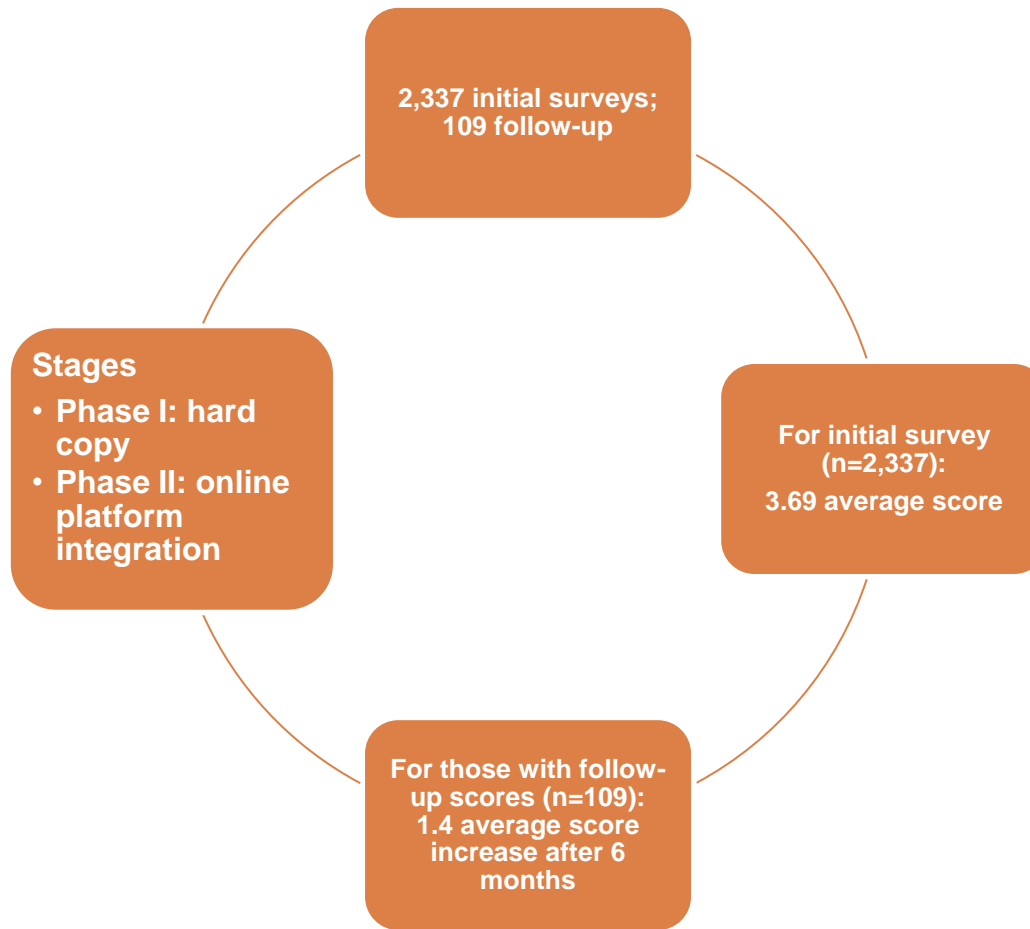 2,337 initial surveys;
109 follow-up
Stages
• Phase I: hard
copy
• Phase II: online
platform
integration
For initial survey
(n=2,337):
3.69 average score
For those with follow-
up scores (n=109):
1.4 average score
increase after 6
months